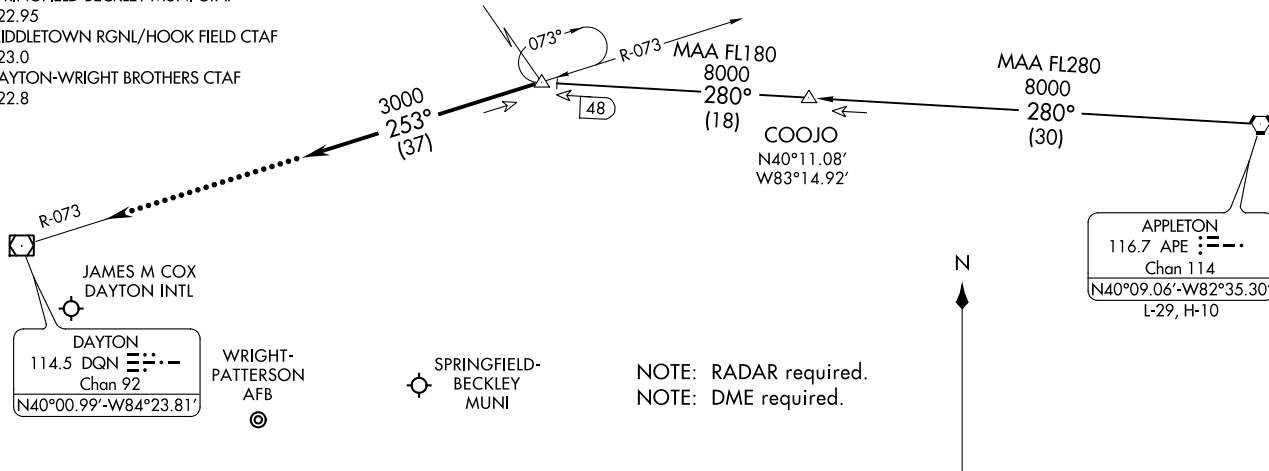 22.95
MIDDLETOWN RGNL/HOOK FIELD CTAF
23.0
DAYTON-WRIGHT BROTHERS CTAF
22.8
073°
R-073
MAA FL180
8000
280°
(18)
MAA FL280
8000
280°
(30)
48
3000
253°
(37)
COOJO
N40°11.08'
W83°14.92'
R-073
JAMES M COX
DAYTON INTL
APPLETON
116.7 APE
Chan 114
N40°09.06'-W82°35.30'
L-29, H-10
N
DAYTON
114.5 DQN
Chan 92
N40°00.99'-W84°23.81'
WRIGHT-
PATTERSON
AFB
SPRINGFIELD-
BECKLEY
MUNI
NOTE: RADAR required.
NOTE: DME required.